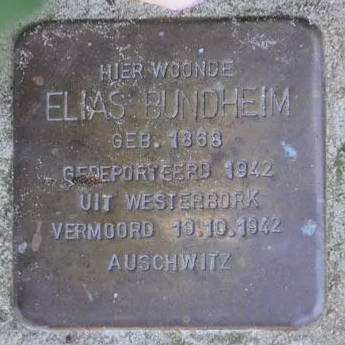 HIER WOONDE
ELIAS BUNDHEIM
GEB. 1868
GEDEPORTEERD 1942
UIT WESTERBORK
VERMOORD 19.10.1942
AUSCHWITZ